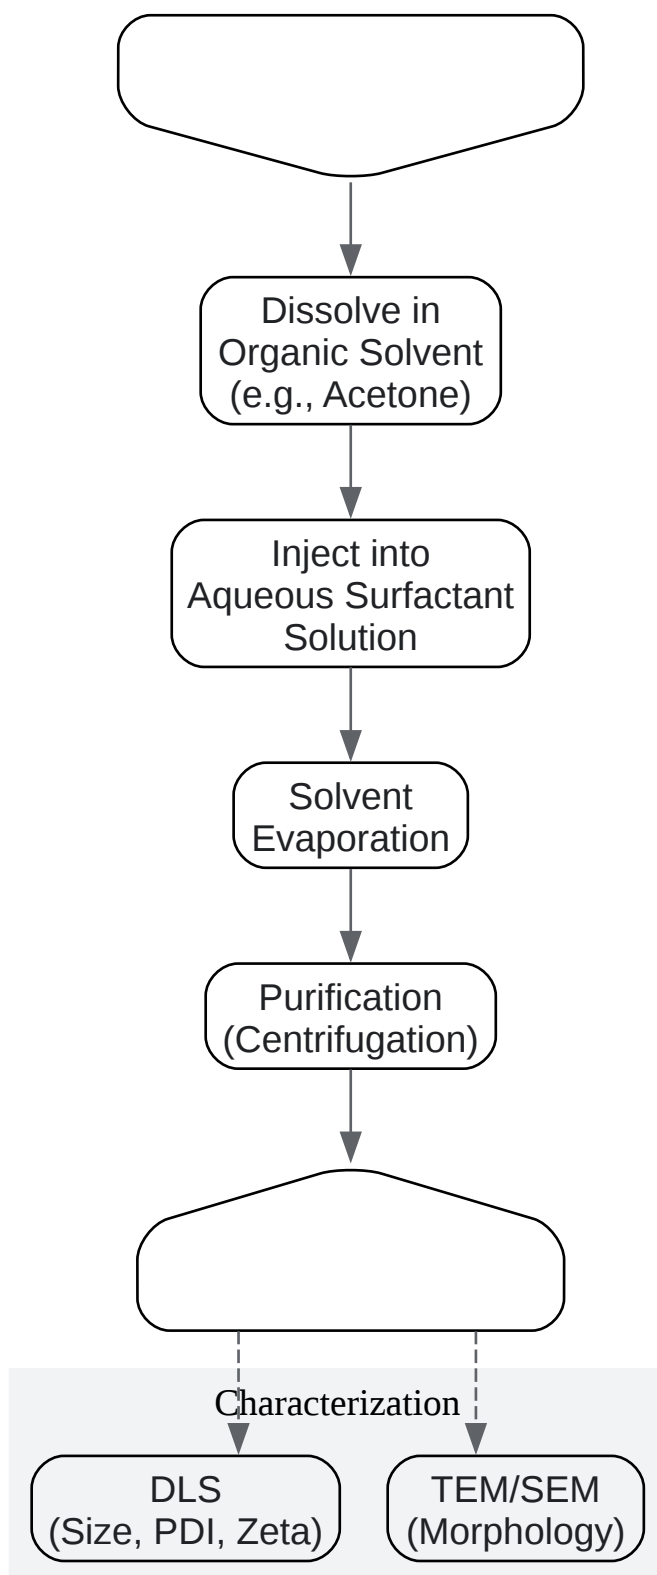 Dissolve in
Organic Solvent
(e.g., Acetone)
Inject into
Aqueous Surfactant
Solution
Solvent
Evaporation
Purification
(Centrifugation)
Characterization
DLS
(Size, PDI, Zeta)
TEM/SEM
(Morphology)